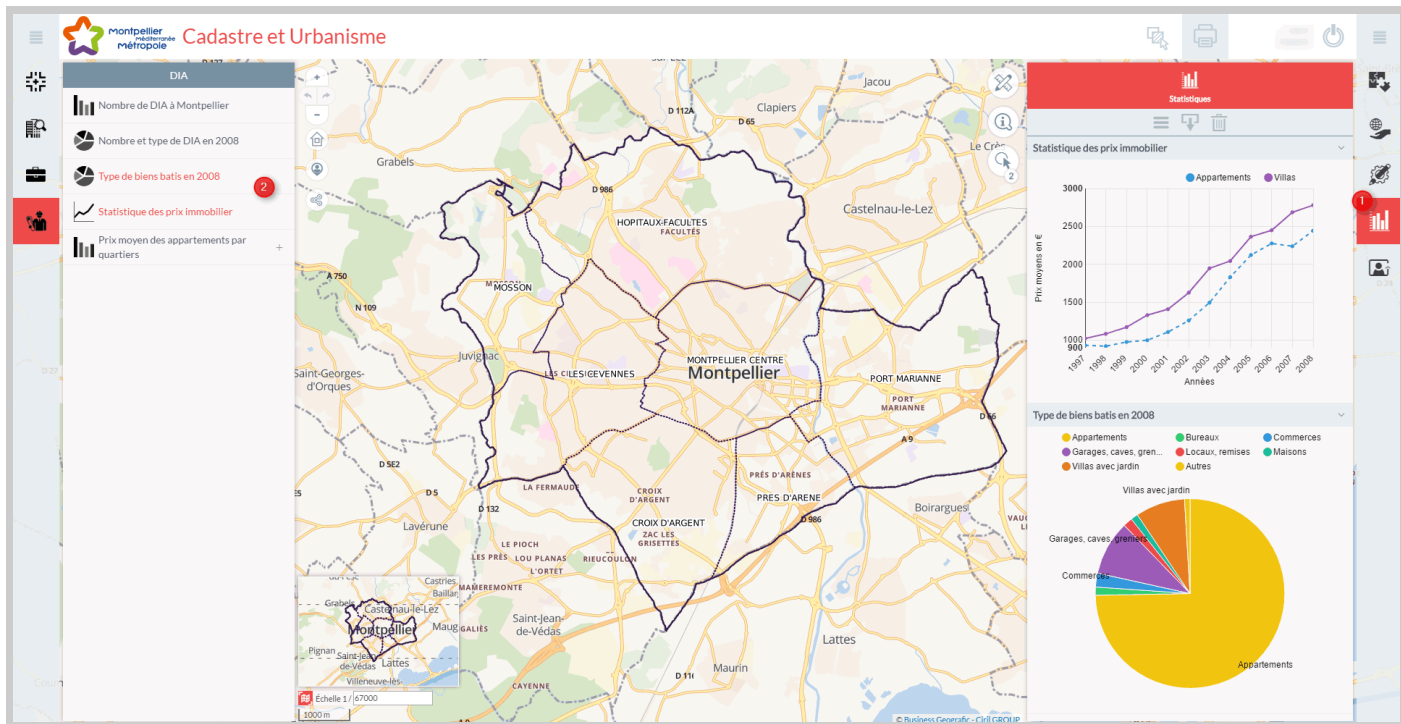 montpellier
Méditerranée
Métropole
Cadastre et Urbanisme
DIA
Nombre de DIA à Montpellier
Nombre et type de DIA en 2008
Type de biens batis en 2008
2
Statistique des prix immobilier
Prix moyen des appartements par
quartiers
+
+
-
Jacou
D 112A
Clapiers
D 65
Le Crès
2
Grabels
D 986
Castelnau-le-Lez
HOPITAUX-FACULTES
FACULTÉS
A 750
MOSSON
N 109
Juvignac
MONTPELLIER CENTRE
Montpellier
LES CEVENNES
PORT MARIANNE
PORT
MARIANNE
Saint-Georges-
d'Orques
D 66
A 9
D 5E2
PRÉS D'ARÈNES
D 5
LA FERMAUDE
CROIX
D'ARGENT
PRES D'ARENE
D 132
Boirargues
CROIX D'ARGENT
D 986
Lavérune
ZAC LES
GRISETTES
LE PIOCH
LES PRÉS
LOU PLANAS
RIEUCOULON
L'ORTET
MAMEREMONTE
Castries
Baillar
Grabels
Castelnau-le-Lez
Montpellier
Maug
GALIÈS
Saint-Jean-
de-Védas
Pignan
Saint-Jean-
de-Védas
Lattes
Villeneuve-lès-
Lattes
Maurin
CAYENNE
D 116
Échelle 1 / 67000
1000 m
© Business Geografic - Ciril GROUP
Statistiques
Statistique des prix immobilier
Appartements
Villas
3000
2500
2000
1500
1000
900
Prix moyens en €
1997
1998
1999
2000
2001
2002
2003
2004
2005
2006
2007
2008
Années
1
D 28
Type de biens batis en 2008
Appartements
Bureaux
Commerces
Garages, caves, gren...
Locaux, remises
Maisons
Villas avec jardin
Autres
Villas avec jardin
Garages, caves, greniers
Commerces
Appartements